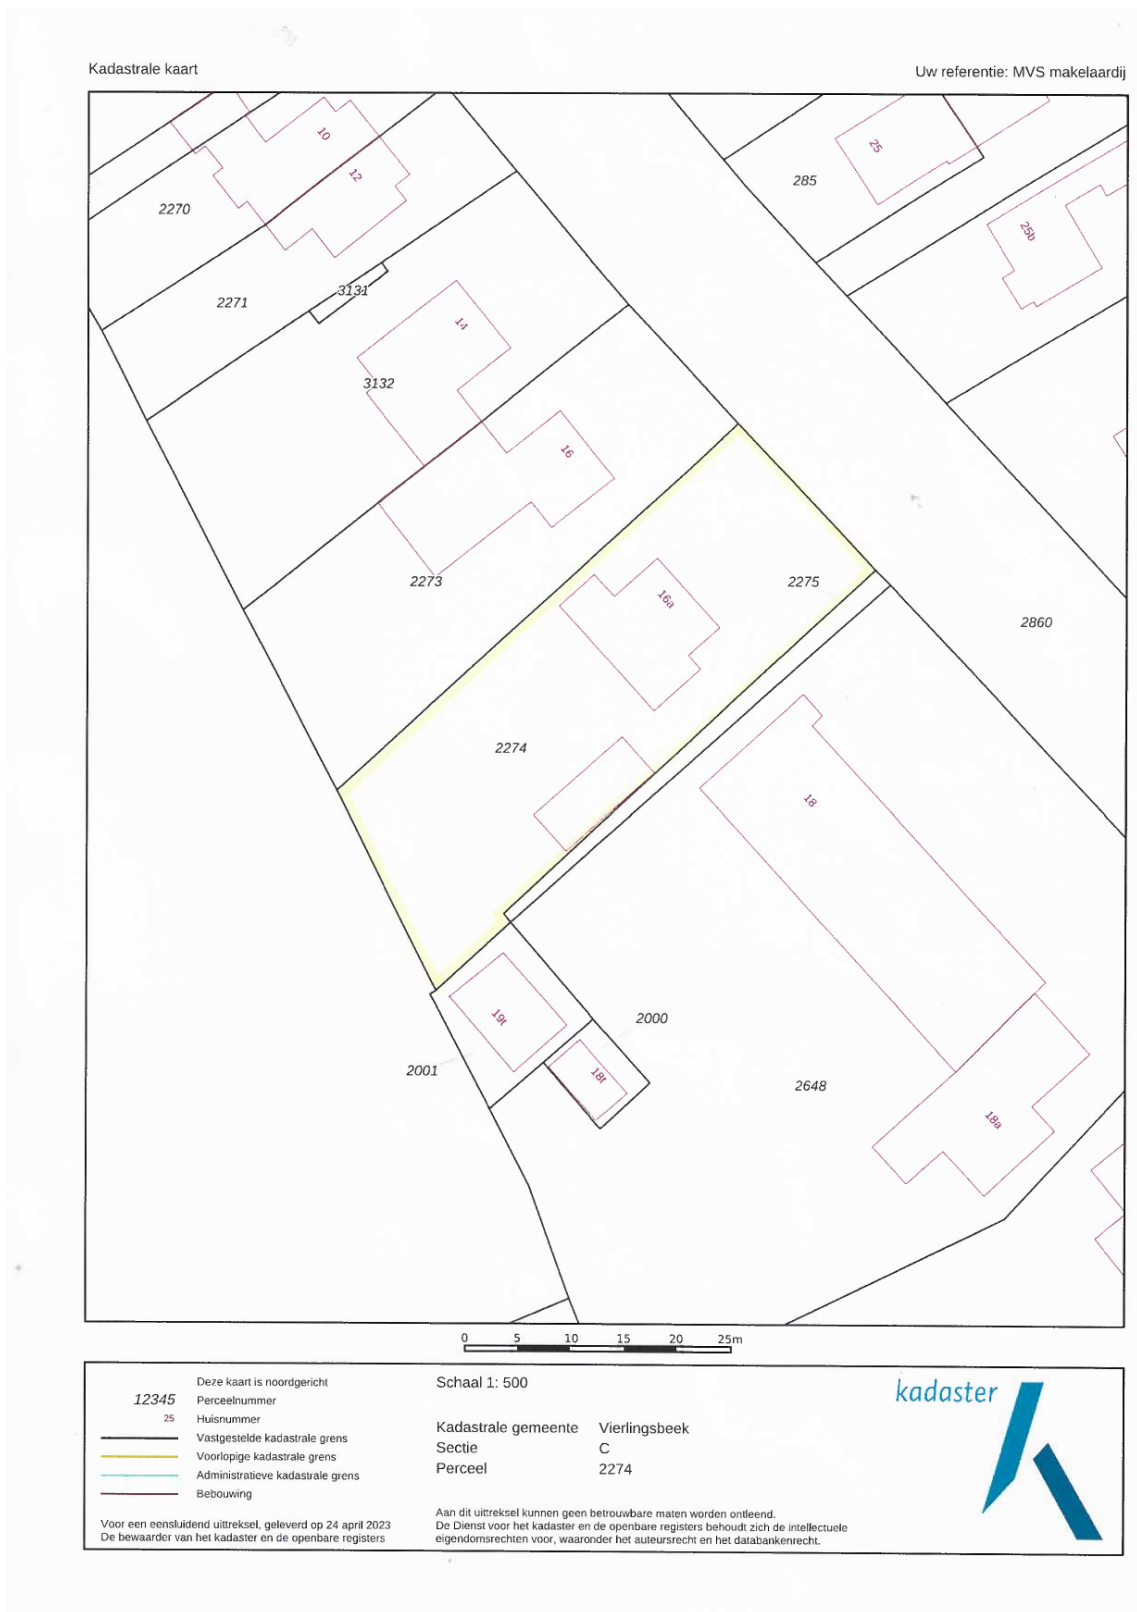 Kadastrale kaart
Uw referentie: MVS makelaardij
10
12
2270
25
285
25b
2271
3131
14
3132
16
2273
16a
2275
2860
2274
18
19t
2000
18t
2001
2648
18a
0 5 10 15 20 25m
Deze kaart is noordgericht
12345 Perceelnummer
25 Huisnummer
Vastgestelde kadastrale grens
Voorlopige kadastrale grens
Administratieve kadastrale grens
Bebouwing
Voor een eensluidend uittreksel, geleverd op 24 april 2023
De bewaarder van het kadaster en de openbare registers
Schaal 1: 500
Kadastrale gemeente Vierlingsbeek
Sectie C
Perceel 2274
Aan dit uittreksel kunnen geen betrouwbare maten worden ontleend.
De Dienst voor het kadaster en de openbare registers behoudt zich de intellectuele
eigendomsrechten voor, waaronder het auteursrecht en het databankenrecht.
kadaster